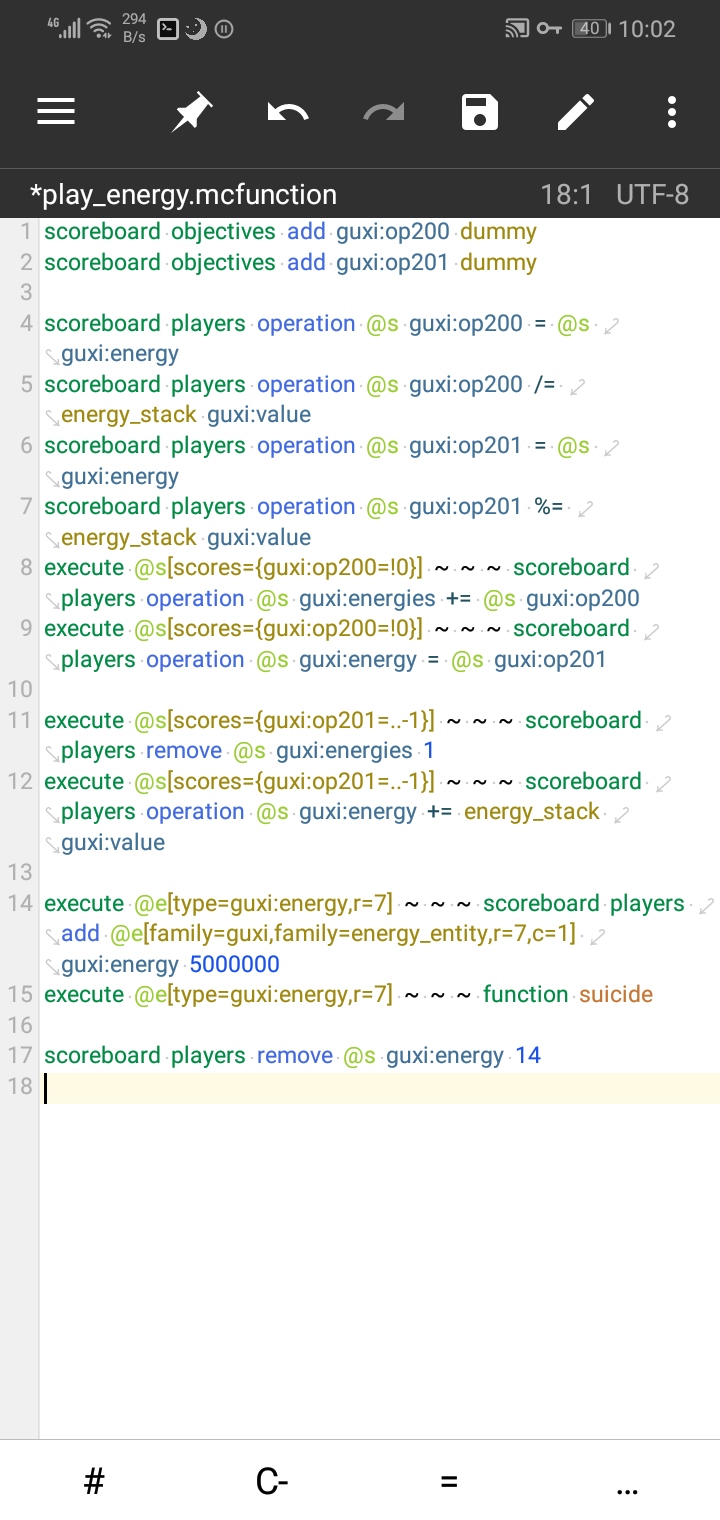 4G 294 B/s 40 10:02
*play_energy.mcfunction 18:1 UTF-8
1 scoreboard objectives add guxi:op200 dummy
2 scoreboard objectives add guxi:op201 dummy
3
4 scoreboard players operation @s guxi:op200 = @s
guxi:energy
5 scoreboard players operation @s guxi:op200 /=
energy_stack guxi:value
6 scoreboard players operation @s guxi:op201 = @s
guxi:energy
7 scoreboard players operation @s guxi:op201 %=
energy_stack guxi:value
8 execute @s[scores={guxi:op200=!0}] ~ ~ ~ scoreboard
players operation @s guxi:energies += @s guxi:op200
9 execute @s[scores={guxi:op200=!0}] ~ ~ ~ scoreboard
players operation @s guxi:energy = @s guxi:op201
10
11 execute @s[scores={guxi:op201=..-1}] ~ ~ ~ scoreboard
players remove @s guxi:energies 1
12 execute @s[scores={guxi:op201=..-1}] ~ ~ ~ scoreboard
players operation @s guxi:energy += energy_stack
guxi:value
13
14 execute @e[type=guxi:energy,r=7] ~ ~ ~ scoreboard players
add @e[family=guxi,family=energy_entity,r=7,c=1]
guxi:energy 5000000
15 execute @e[type=guxi:energy,r=7] ~ ~ ~ function suicide
16
17 scoreboard players remove @s guxi:energy 14
18
# C- = ...